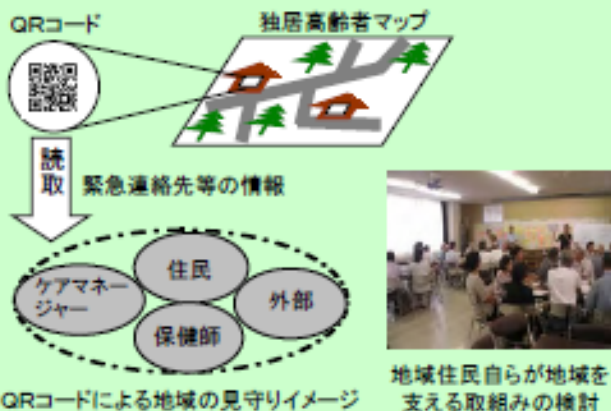 QRコード
独居高齢者マップ
読取
緊急連絡先等の情報
ケアマネー
ジャー
住民
外部
保健師
QRコードによる地域の見守りイメージ
地域住民自らが地域を
支える取組みの検討